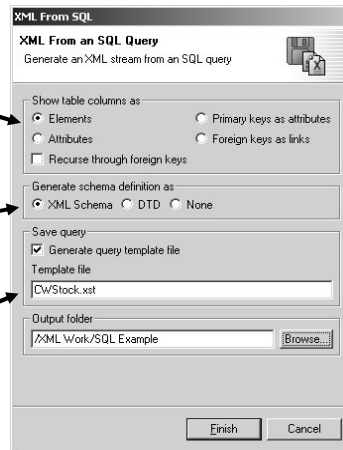 XML From SQL
XML From an SQL Query
Generate an XML stream from an SQL query
Show table columns as
Elements
Primary keys as attributes
Attributes
Foreign keys as links
Recurse through foreign keys
Generate schema definition as
XML Schema DTD None
Save query
Generate query template file
Template file
CWStock.xst
Output folder
/XML Work/SQL Example Browse...
Finish Cancel